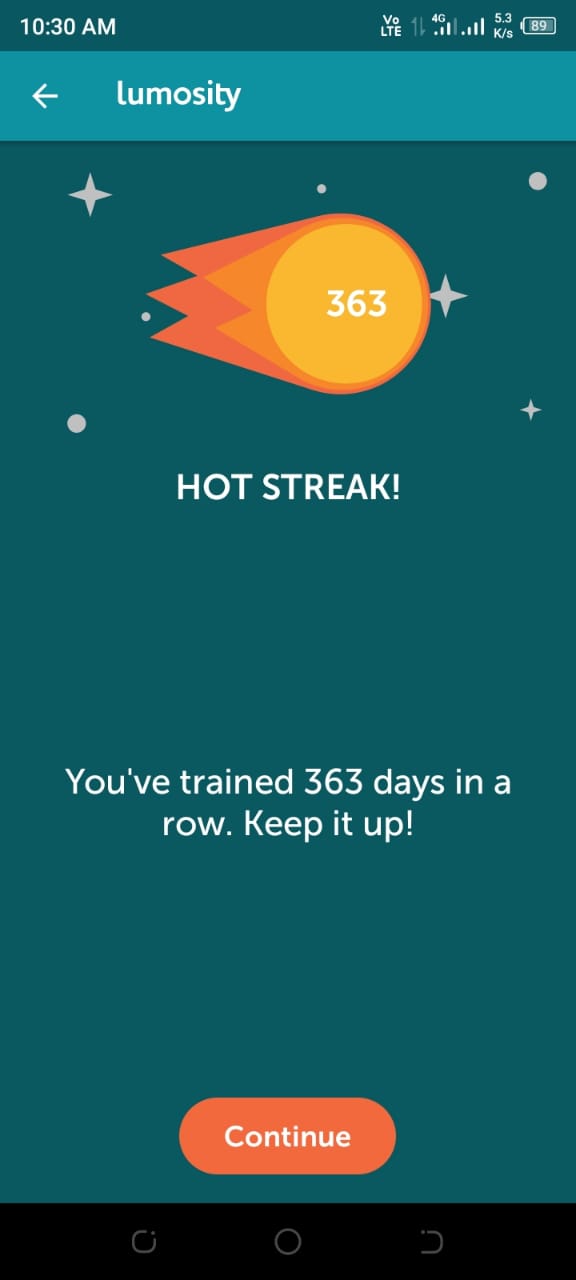 10:30 AM Vo LTE 4G 5.3 K/s 89
lumosity
363
HOT STREAK!
You've trained 363 days in a
row. Keep it up!
Continue